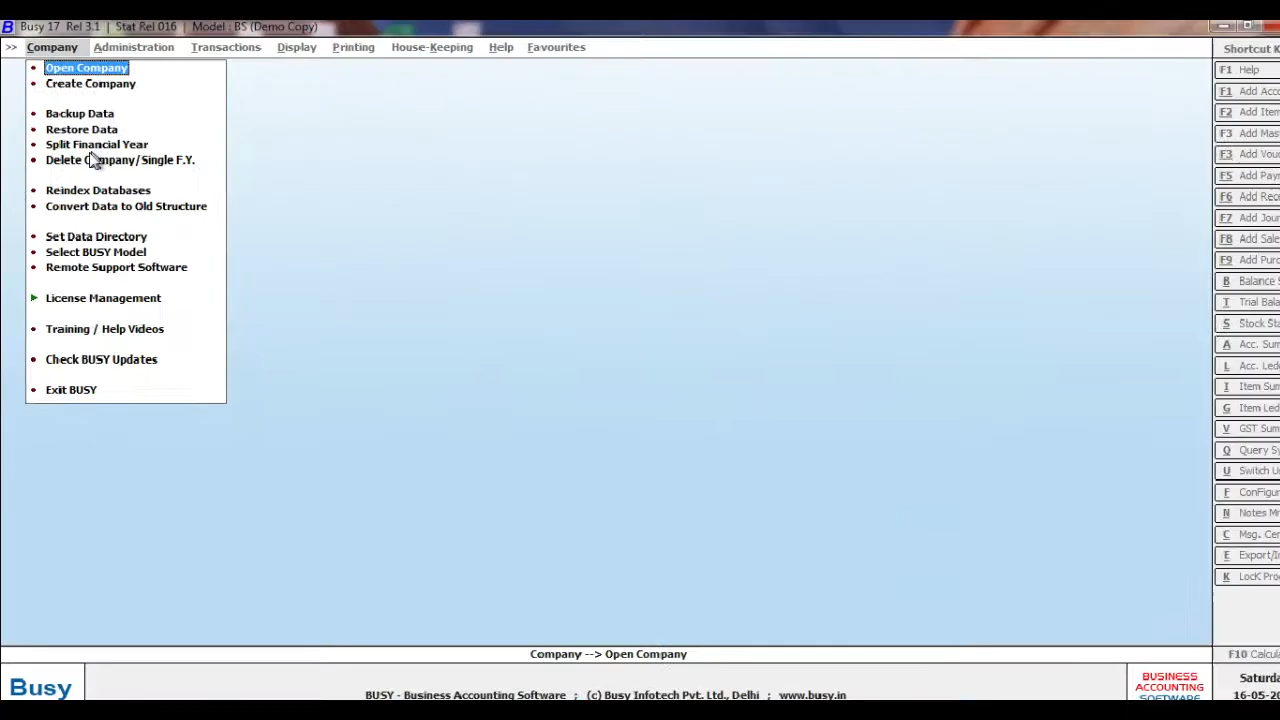 B Busy 17 Rel 3.1 | Stat Rel 016 | Model : BS (Demo Copy)
>> Company Administration Transactions Display Printing House-Keeping Help Favourites
Shortcut K
Open Company
Create Company
Backup Data
Restore Data
Split Financial Year
Delete Company/Single F.Y.
Reindex Databases
Convert Data to Old Structure
Set Data Directory
Select BUSY Model
Remote Support Software
License Management
Training / Help Videos
Check BUSY Updates
Exit BUSY
F1 Help
F1 Add Acco
F2 Add Item
F3 Add Mas
F3 Add Vou
F5 Add Pay
F6 Add Rece
F7 Add Jour
F8 Add Sale
F9 Add Purc
B Balance S
T Trial Bala
S Stock Sta
A Acc. Sum
L Acc. Led
I Item Sum
G Item Led
V GST Sum
Q Query Sy
U Switch U
F ConFigur
N Notes M
C Msg. Cen
E Export/I
K LocK Pro
Company --> Open Company
F10 Calcul
Busy
BUSY - Business Accounting Software ; (c) Busy Infotech Pvt. Ltd., Delhi ; www.busy.in
BUSINESS
ACCOUNTING
SOFTWARE
Saturda
16-05-20